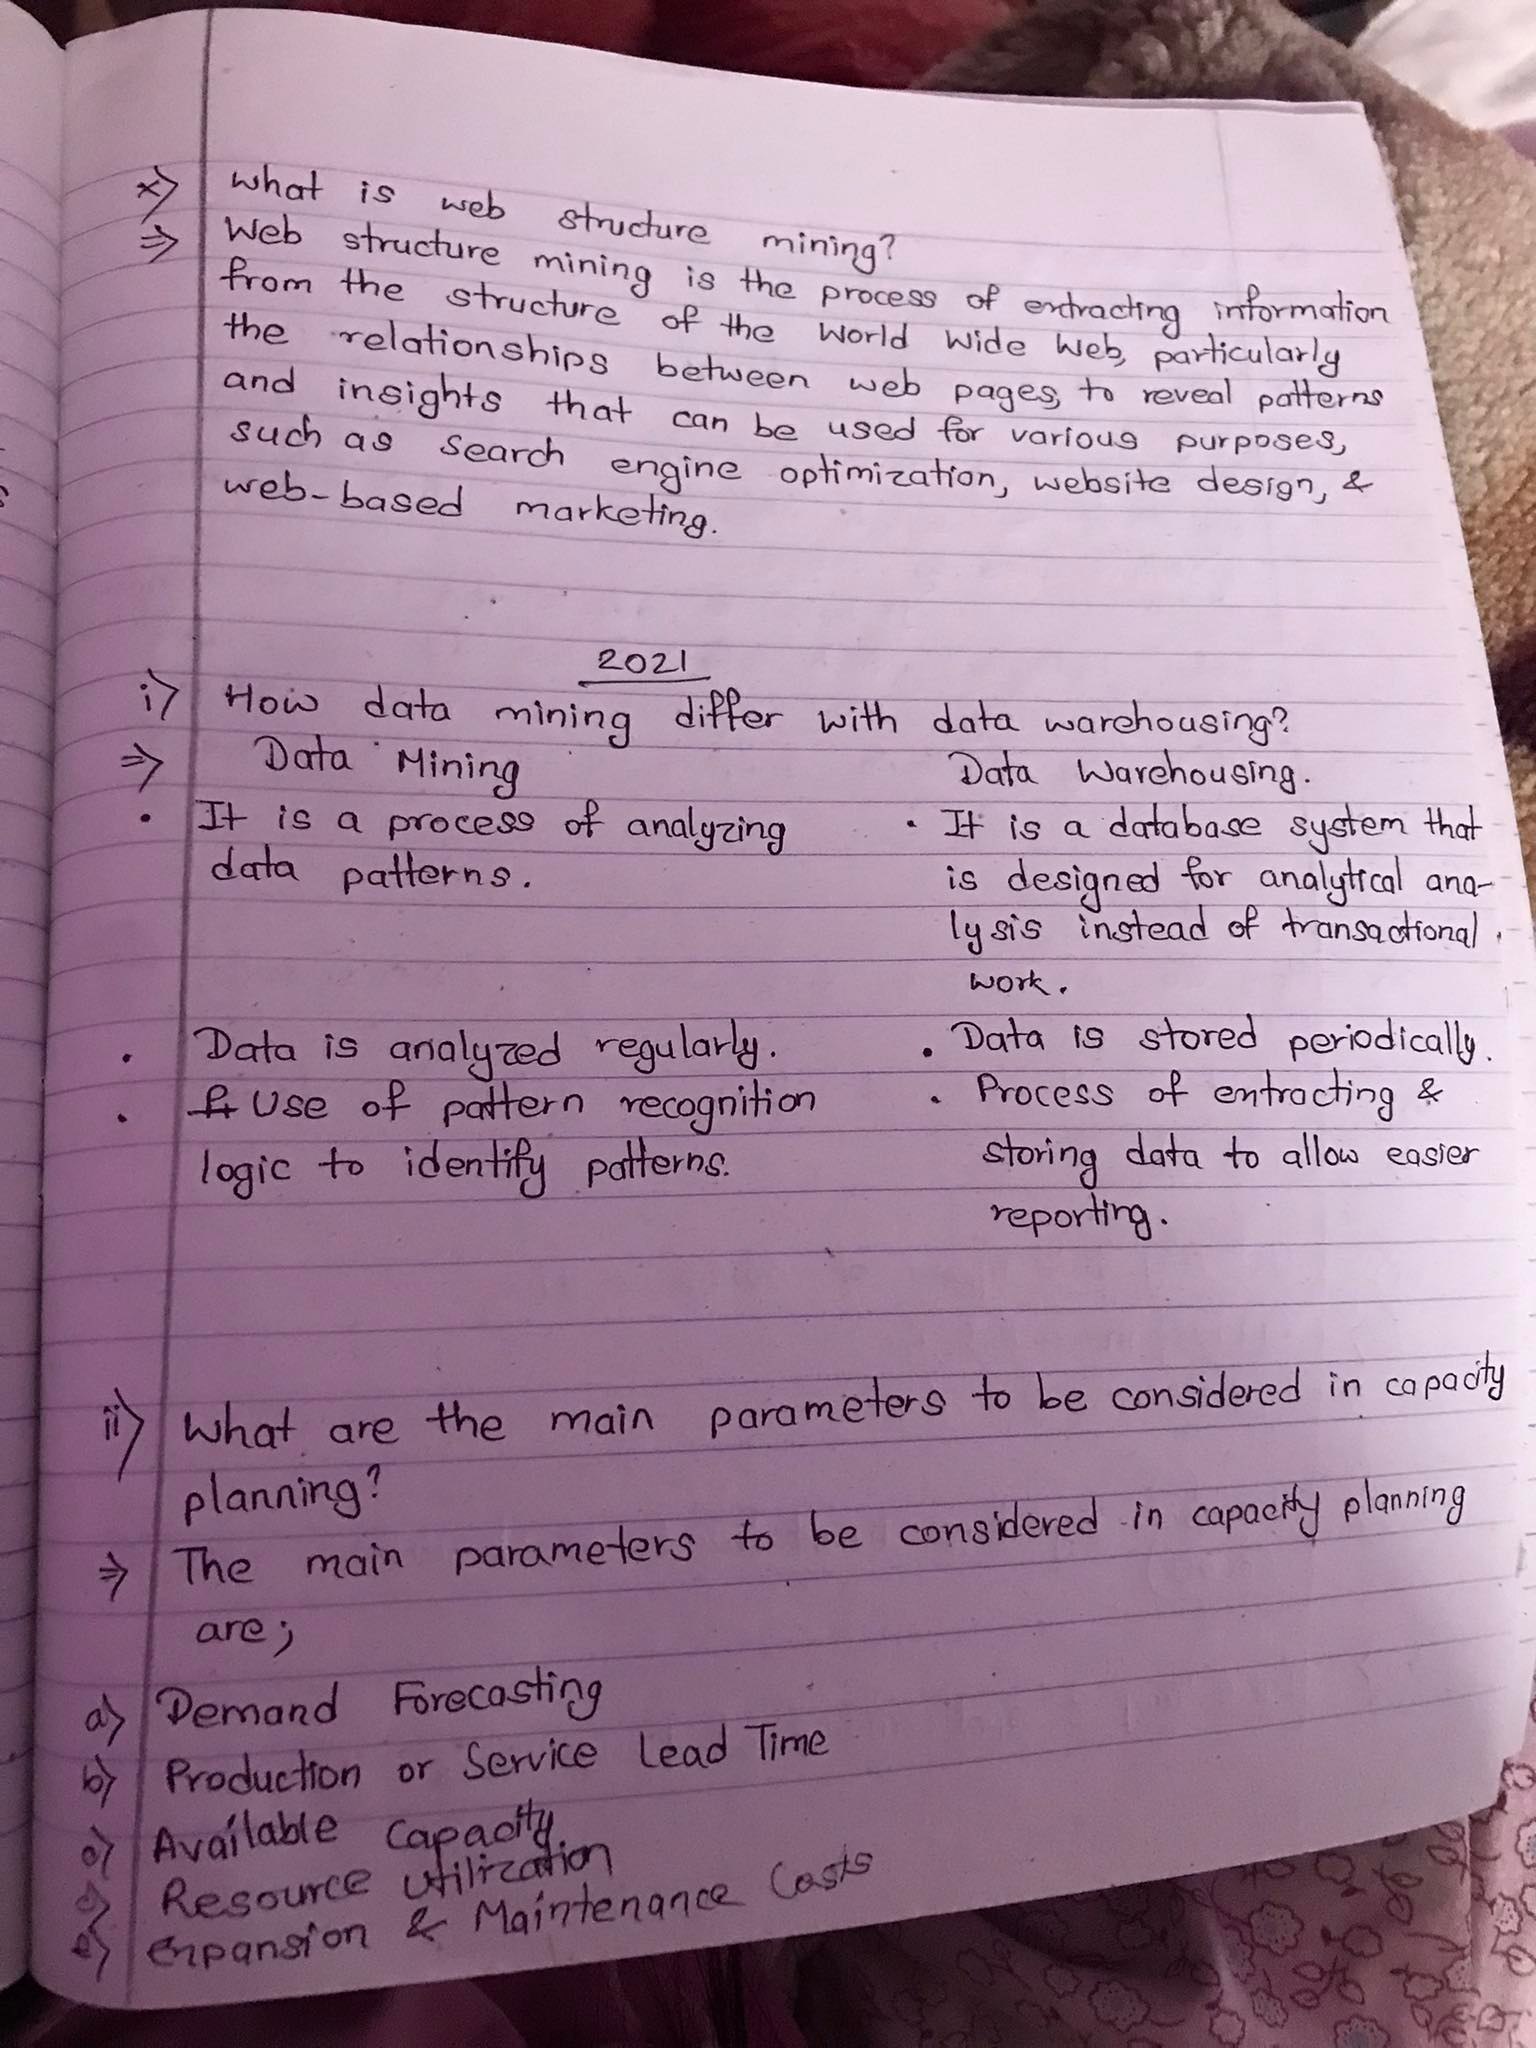 x) what is web structure mining?
⇒ Web structure mining is the process of extracting information
from the structure of the World Wide Web, particularly
the relationships between web pages, to reveal patterns
and insights that can be used for various purposes,
such as search engine optimization, website design, &
web-based marketing.
2021
i) How data mining differ with data warehousing?
⇒ Data Mining Data Warehousing.
• It is a process of analyzing • It is a database system that
data patterns. is designed for analytical ana-
lysis instead of transactional
work.
• Data is analyzed regularly. • Data is stored periodically.
• Use of pattern recognition • Process of extracting &
logic to identify patterns. storing data to allow easier
reporting.
ii) What are the main parameters to be considered in capacity
planning?
⇒ The main parameters to be considered in capacity planning
are;
a) Demand Forecasting
b) Production or Service Lead Time
c) Available Capacity.
d) Resource utilization
e) Expansion & Maintenance Costs